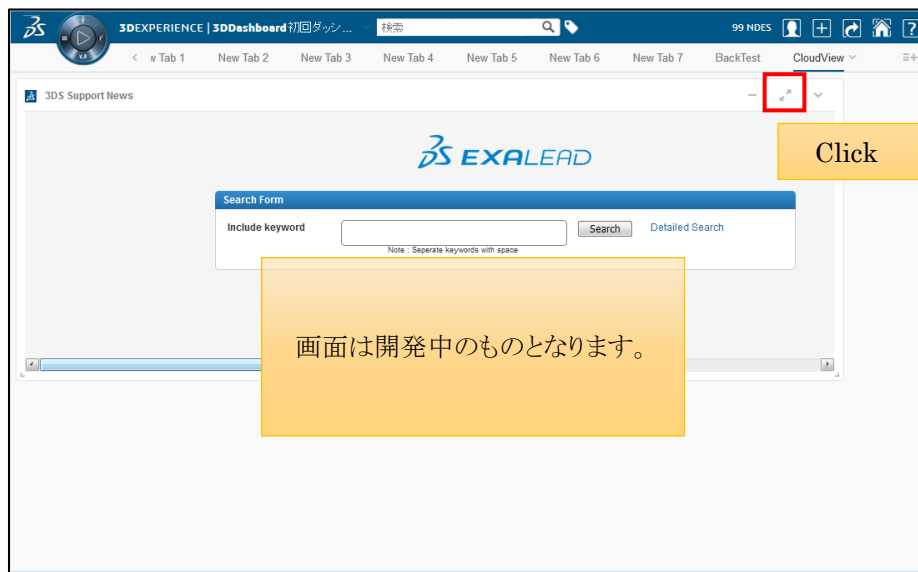 3DEXPERIENCE | 3DDashboard 初回ダッシ... 検索 99 NDES
w Tab 1 New Tab 2 New Tab 3 New Tab 4 New Tab 5 New Tab 6 New Tab 7 BackTest CloudView
3DS Support News
Click
EXALEAD
Search Form
Include keyword Search Detailed Search
Note : Seperate keywords with space
画面は開発中のものとなります。